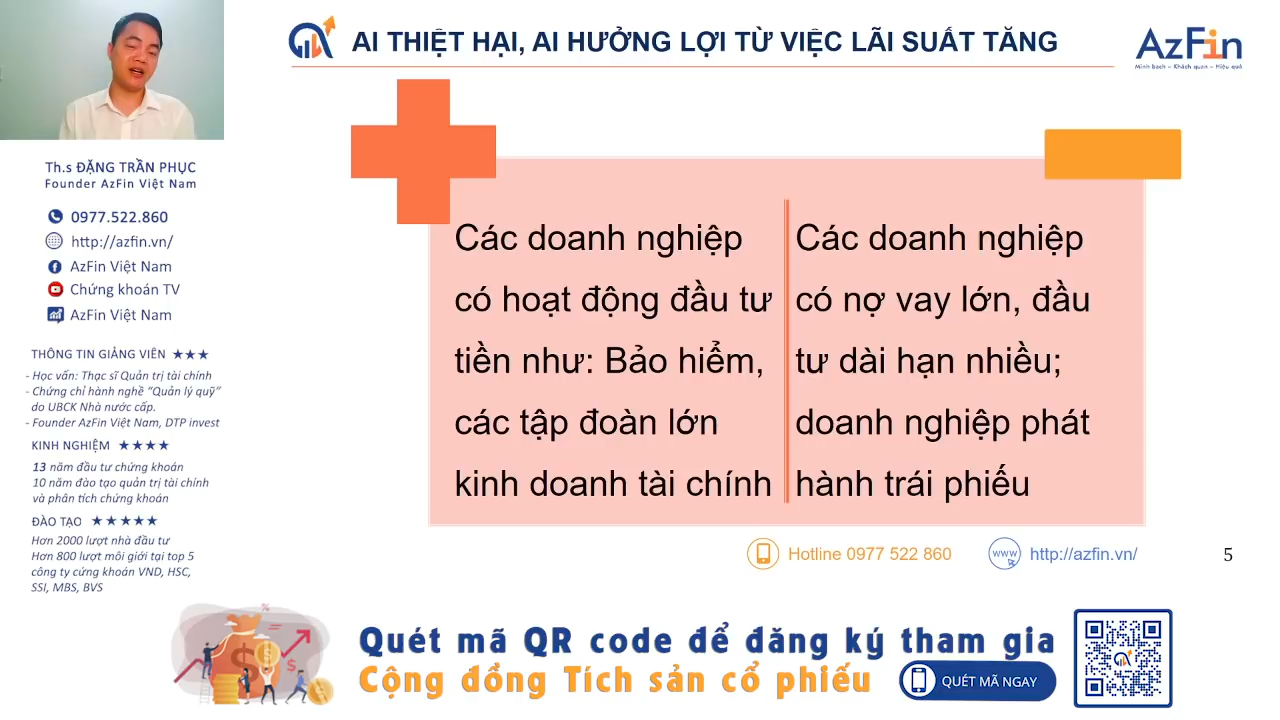 AI THIỆT HẠI, AI HƯỞNG LỢI TỪ VIỆC LÃI SUẤT TĂNG
AzFin
Minh bạch – Khách quan – Hiệu quả
Th.s ĐẶNG TRẦN PHỤC
Founder AzFin Việt Nam
0977.522.860
http://azfin.vn/
AzFin Việt Nam
Chứng khoán TV
AzFin Việt Nam
THÔNG TIN GIẢNG VIÊN ★★★
- Học vấn: Thạc sĩ Quản trị tài chính
- Chứng chỉ hành nghề "Quản lý quỹ"
do UBCK Nhà nước cấp.
- Founder AzFin Việt Nam, DTP invest
KINH NGHIỆM ★★★★
13 năm đầu tư chứng khoán
10 năm đào tạo quản trị tài chính
và phân tích chứng khoán
ĐÀO TẠO ★★★★★
Hơn 2000 lượt nhà đầu tư
Hơn 800 lượt môi giới tại top 5
công ty cứng khoán VND, HSC,
SSI, MBS, BVS
Các doanh nghiệp
có hoạt động đầu tư
tiền như: Bảo hiểm,
các tập đoàn lớn
kinh doanh tài chính
Các doanh nghiệp
có nợ vay lớn, đầu
tư dài hạn nhiều;
doanh nghiệp phát
hành trái phiếu
Hotline 0977 522 860
www
http://azfin.vn/
5
Quét mã QR code để đăng ký tham gia
Cộng đồng Tích sản cổ phiếu
QUÉT MÃ NGAY